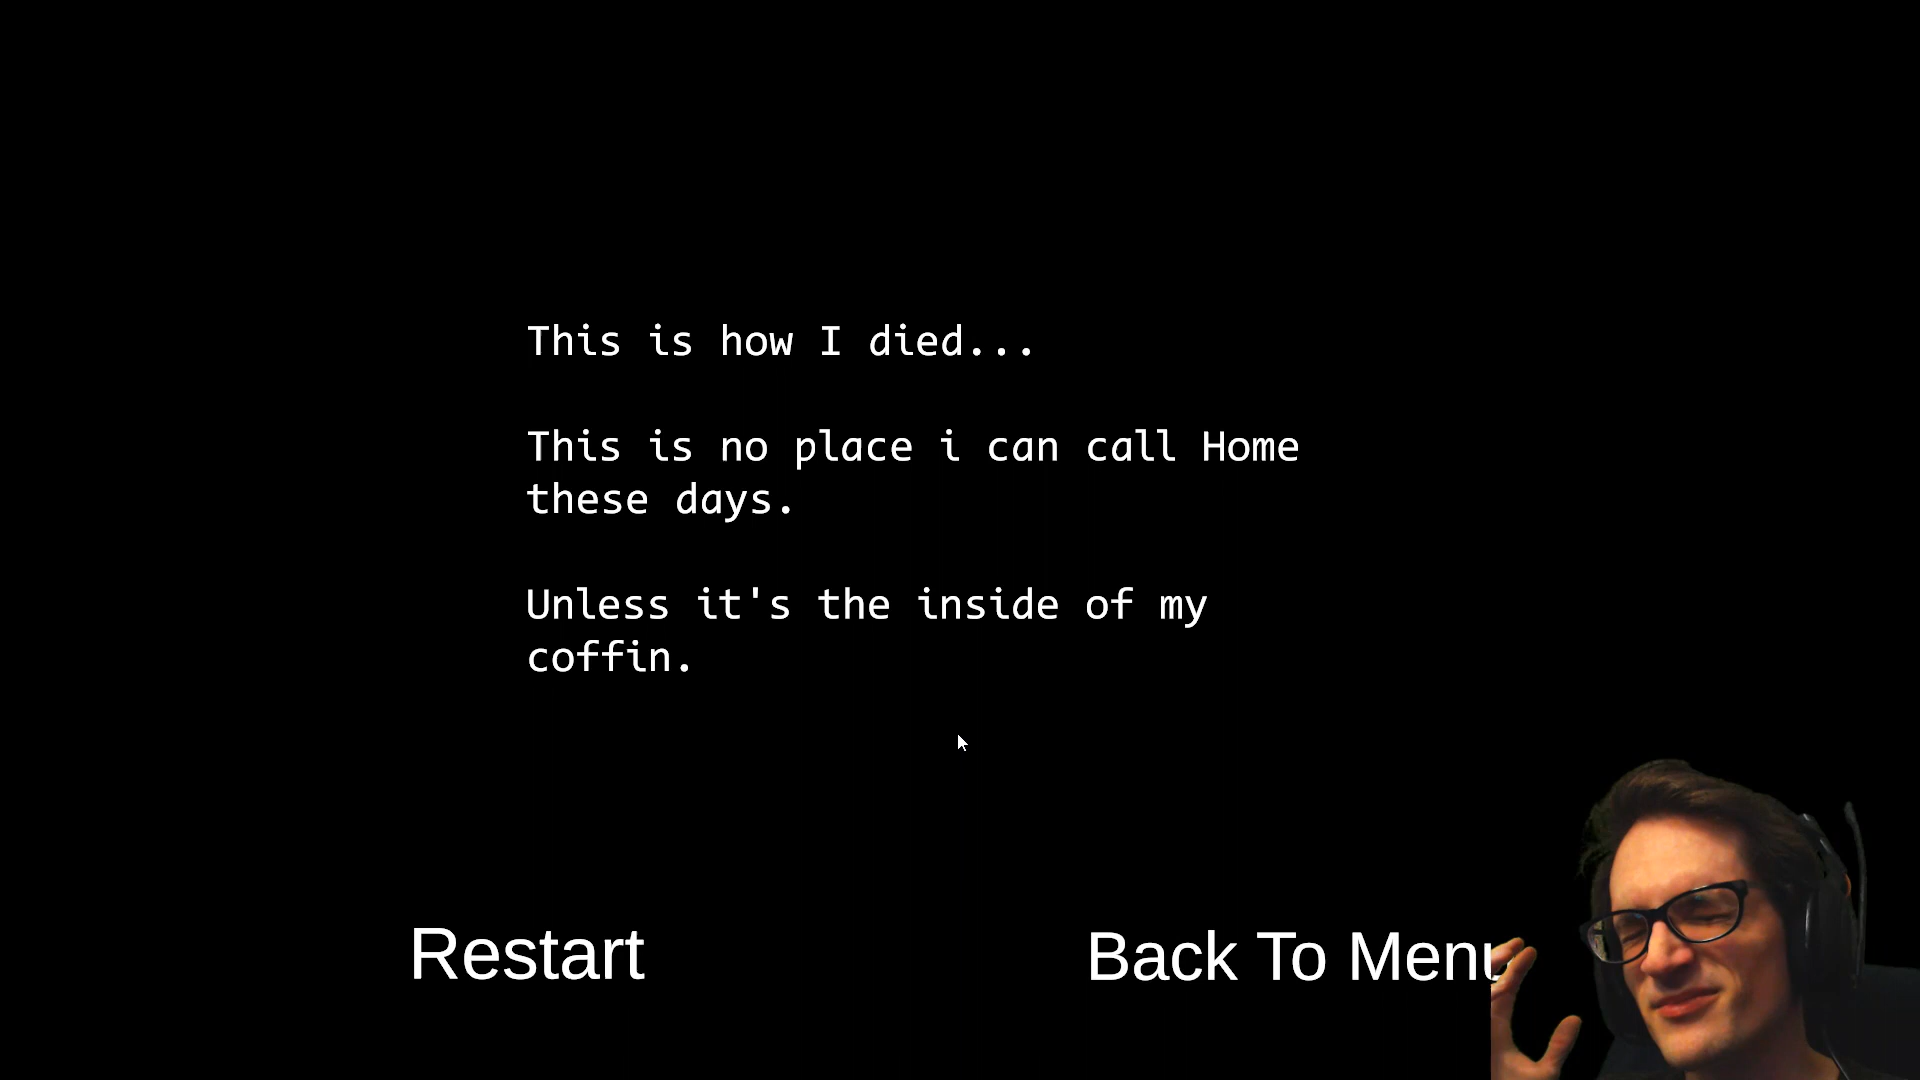 This is how I died...
This is no place i can call Home
these days.
Unless it's the inside of my
coffin.
Restart
Back To Menu